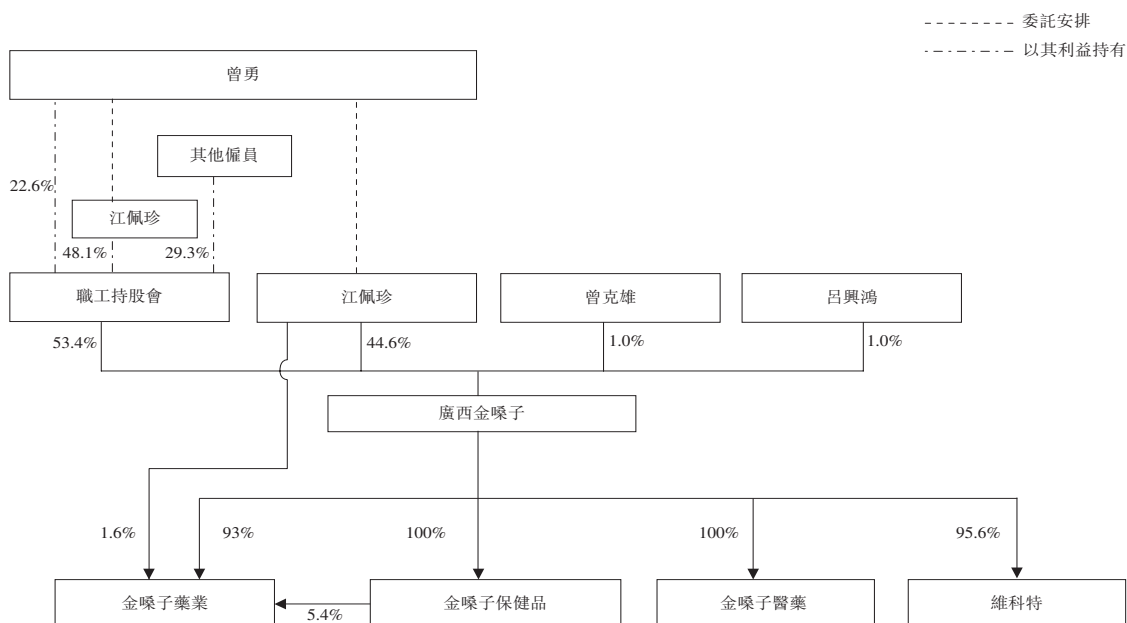 委託安排
以其利益持有
曾勇
其他僱員
22.6%
江佩珍
48.1%
29.3%
職工持股會
江佩珍
曾克雄
呂興鴻
53.4%
44.6%
1.0%
1.0%
廣西金嗓子
1.6%
93%
100%
100%
95.6%
金嗓子藥業
金嗓子保健品
金嗓子醫藥
維科特
5.4%